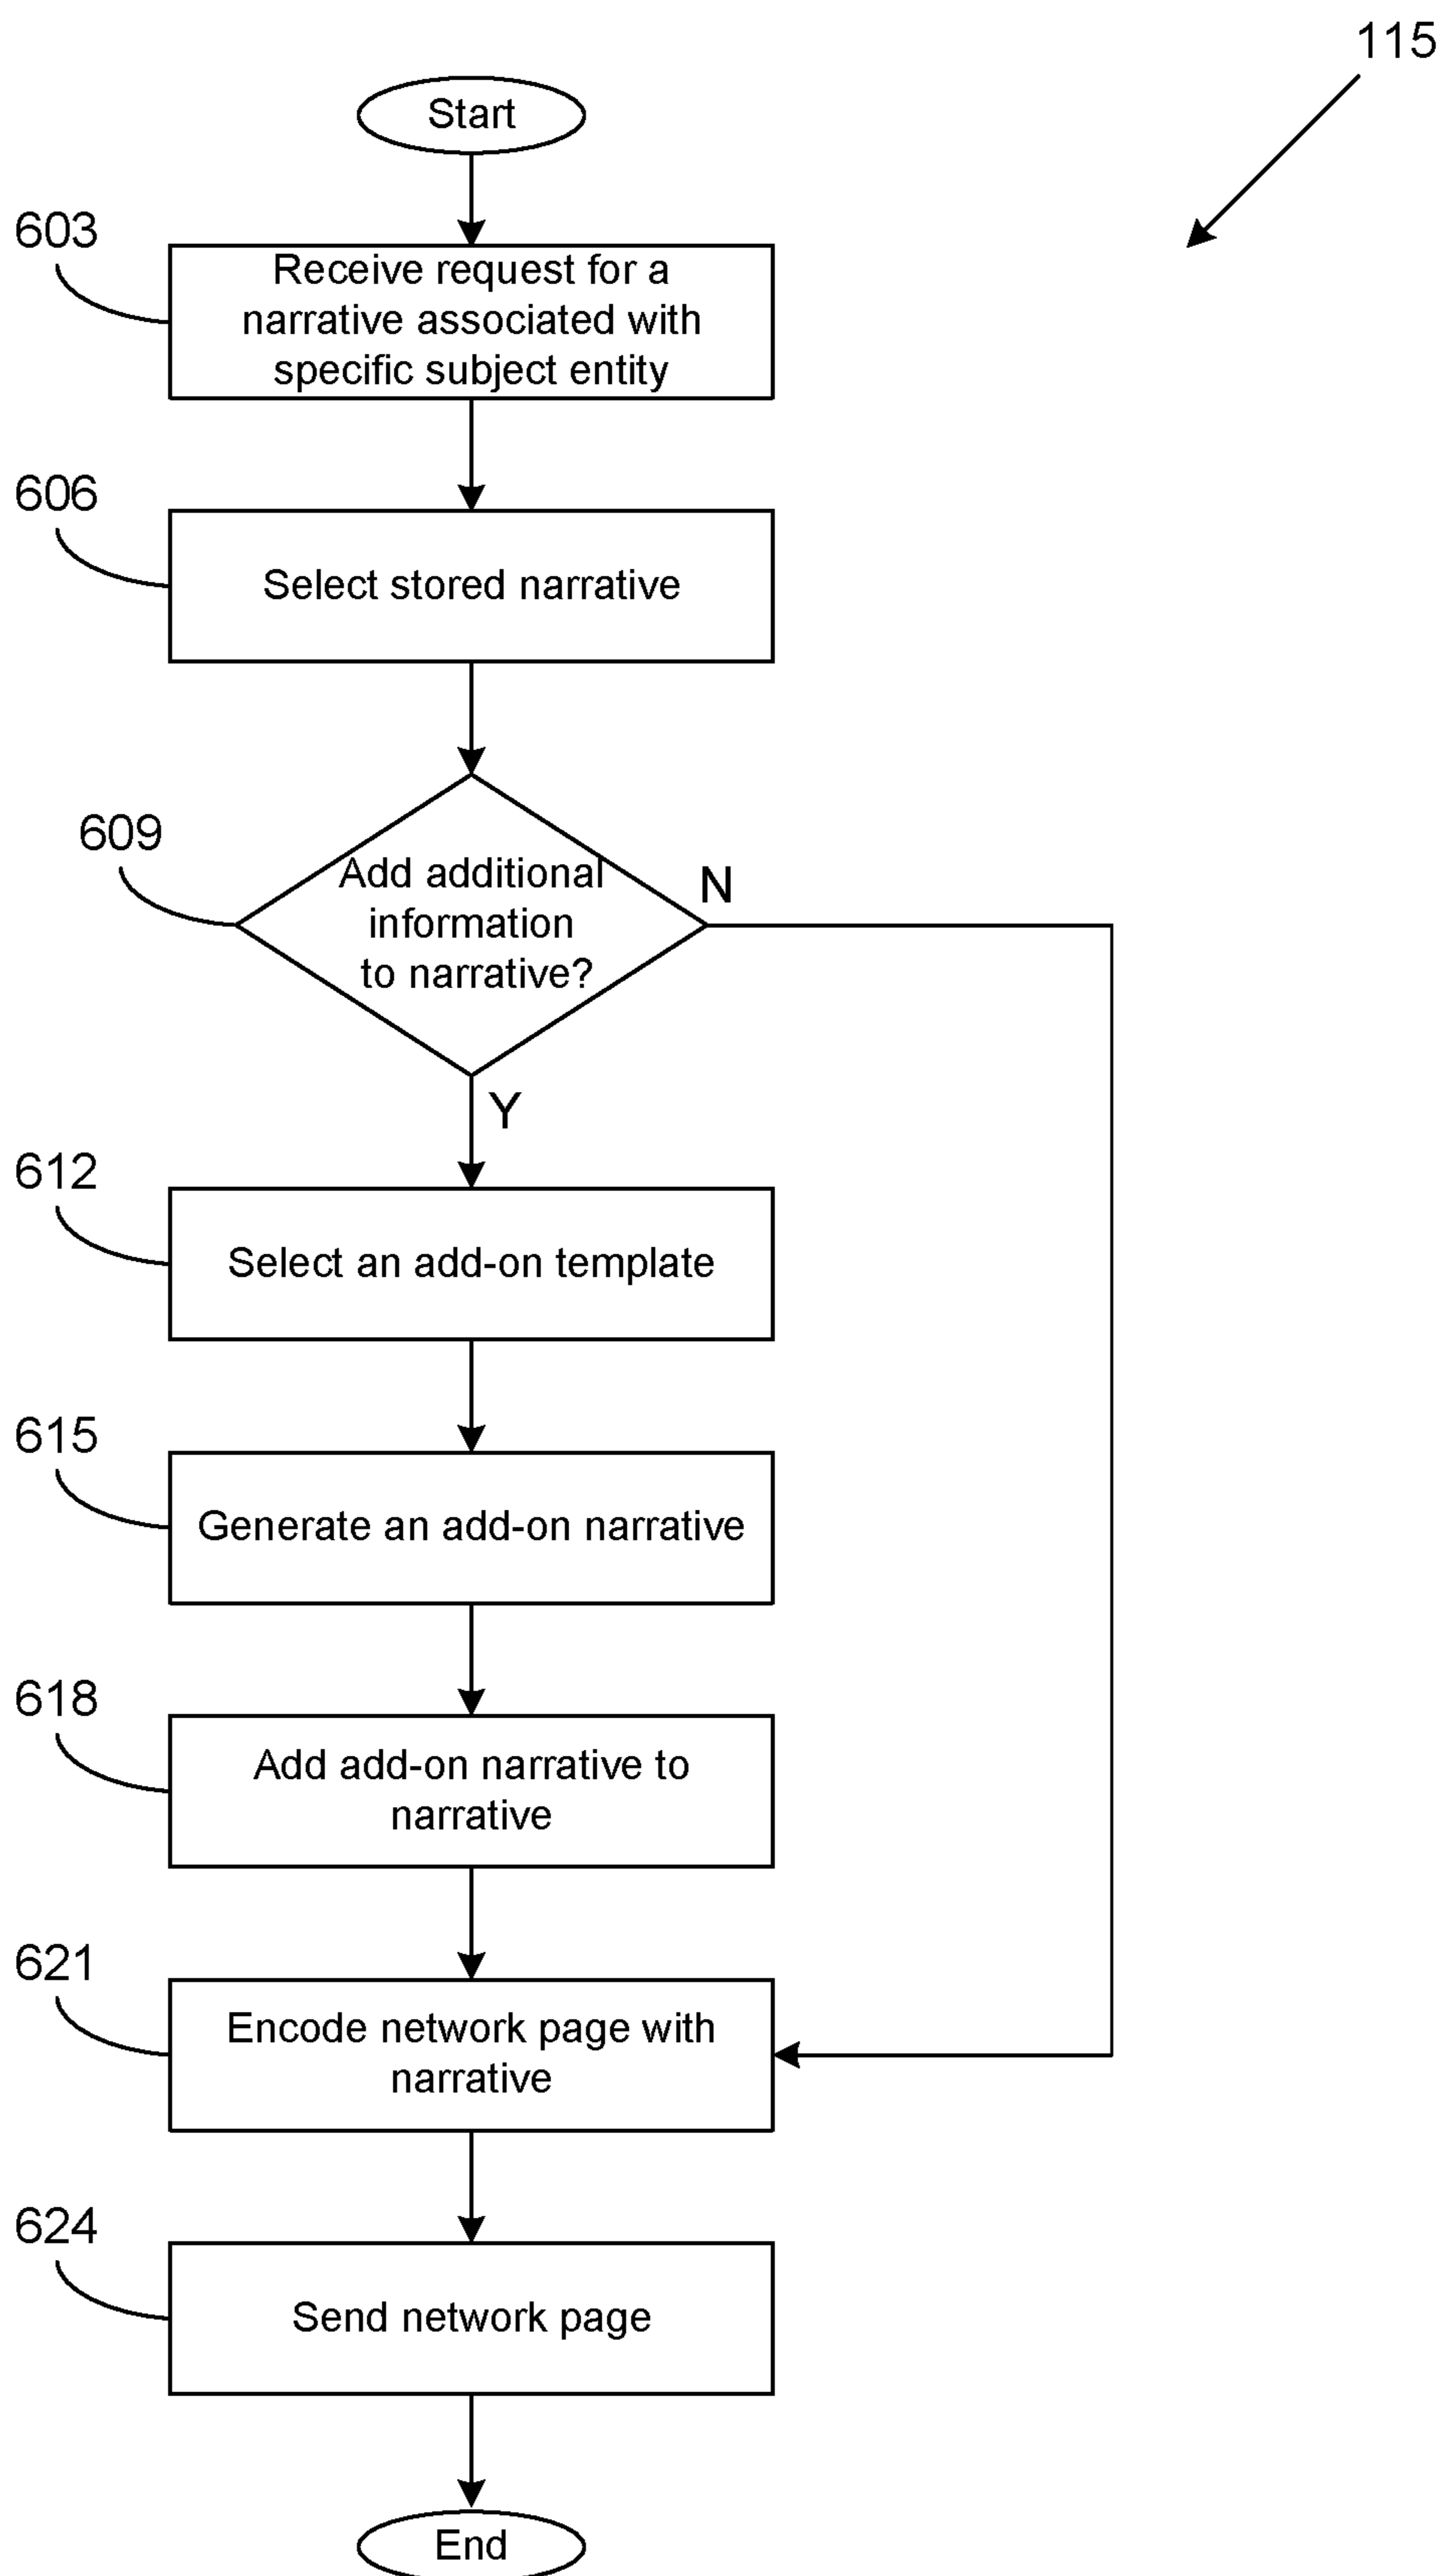 115
Start
603
Receive request for a
narrative associated with
specific subject entity
606
Select stored narrative
609
Add additional
information
to narrative?
N
Y
612
Select an add-on template
615
Generate an add-on narrative
618
Add add-on narrative to
narrative
621
Encode network page with
narrative
624
Send network page
End